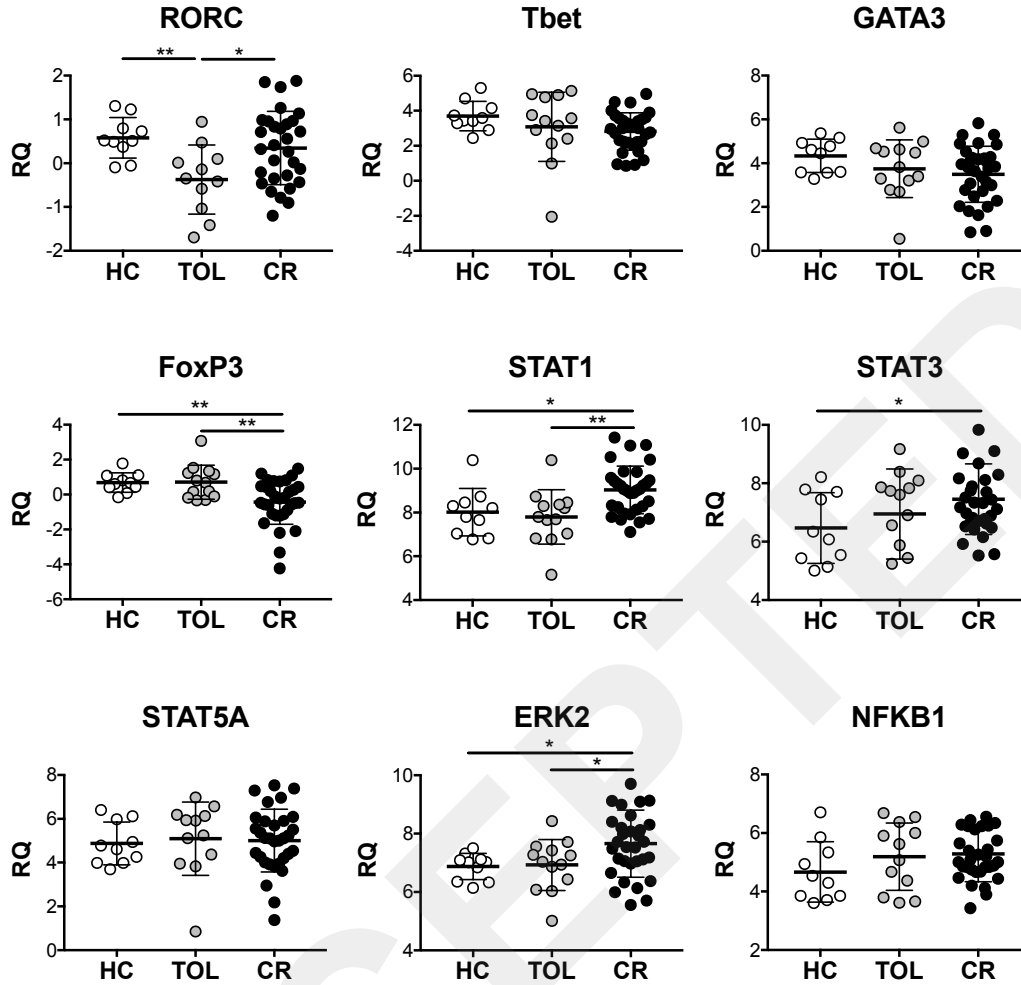 RORC
Tbet
GATA3
** *
2
1
0
-1
-2
RQ
HC TOL CR
6
4
2
0
-2
-4
RQ
HC TOL CR
8
6
4
2
0
RQ
HC TOL CR
FoxP3
STAT1
STAT3
**
**
4
2
0
-2
-4
-6
RQ
HC TOL CR
*
**
12
10
8
6
4
RQ
HC TOL CR
*
10
8
6
4
RQ
HC TOL CR
STAT5A
ERK2
NFKB1
8
6
4
2
0
RQ
HC TOL CR
*
*
10
8
6
4
RQ
HC TOL CR
8
6
4
2
RQ
HC TOL CR